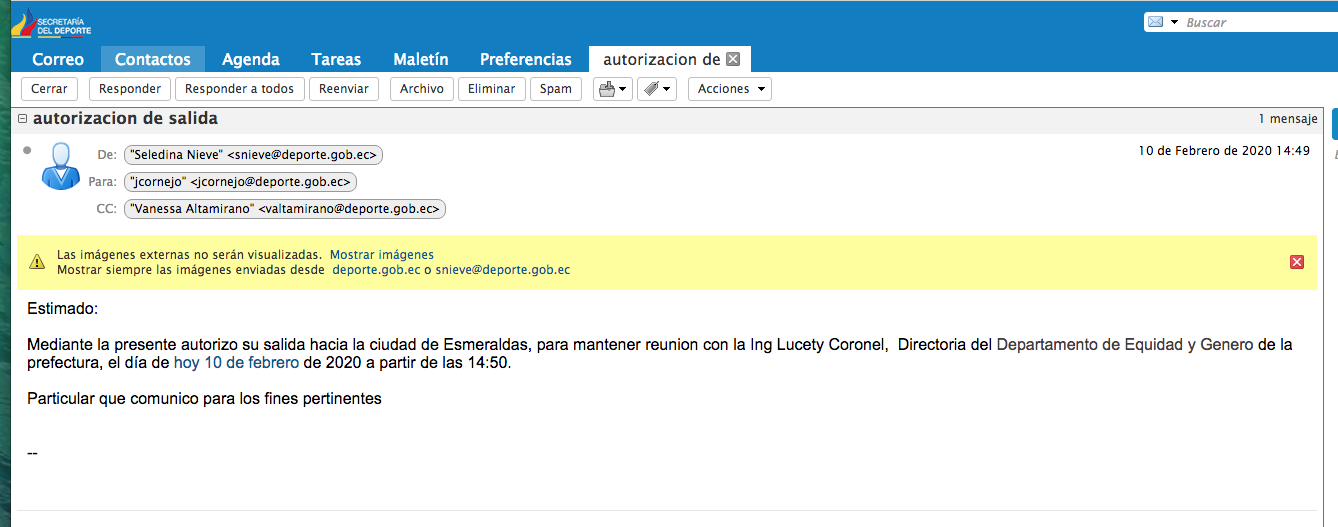 SECRETARÍA
DEL DEPORTE
Buscar
Correo Contactos Agenda Tareas Maletín Preferencias autorizacion de
Cerrar Responder Responder a todos Reenviar Archivo Eliminar Spam Acciones
autorizacion de salida 1 mensaje
De: "Seledina Nieve" <snieve@deporte.gob.ec> 10 de Febrero de 2020 14:49
Para: "jcornejo" <jcornejo@deporte.gob.ec>
CC: "Vanessa Altamirano" <valtamirano@deporte.gob.ec>
Las imágenes externas no serán visualizadas. Mostrar imágenes
Mostrar siempre las imágenes enviadas desde deporte.gob.ec o snieve@deporte.gob.ec
Estimado:
Mediante la presente autorizo su salida hacia la ciudad de Esmeraldas, para mantener reunion con la Ing Lucety Coronel, Directoria del Departamento de Equidad y Genero de la
prefectura, el día de hoy 10 de febrero de 2020 a partir de las 14:50.
Particular que comunico para los fines pertinentes
--